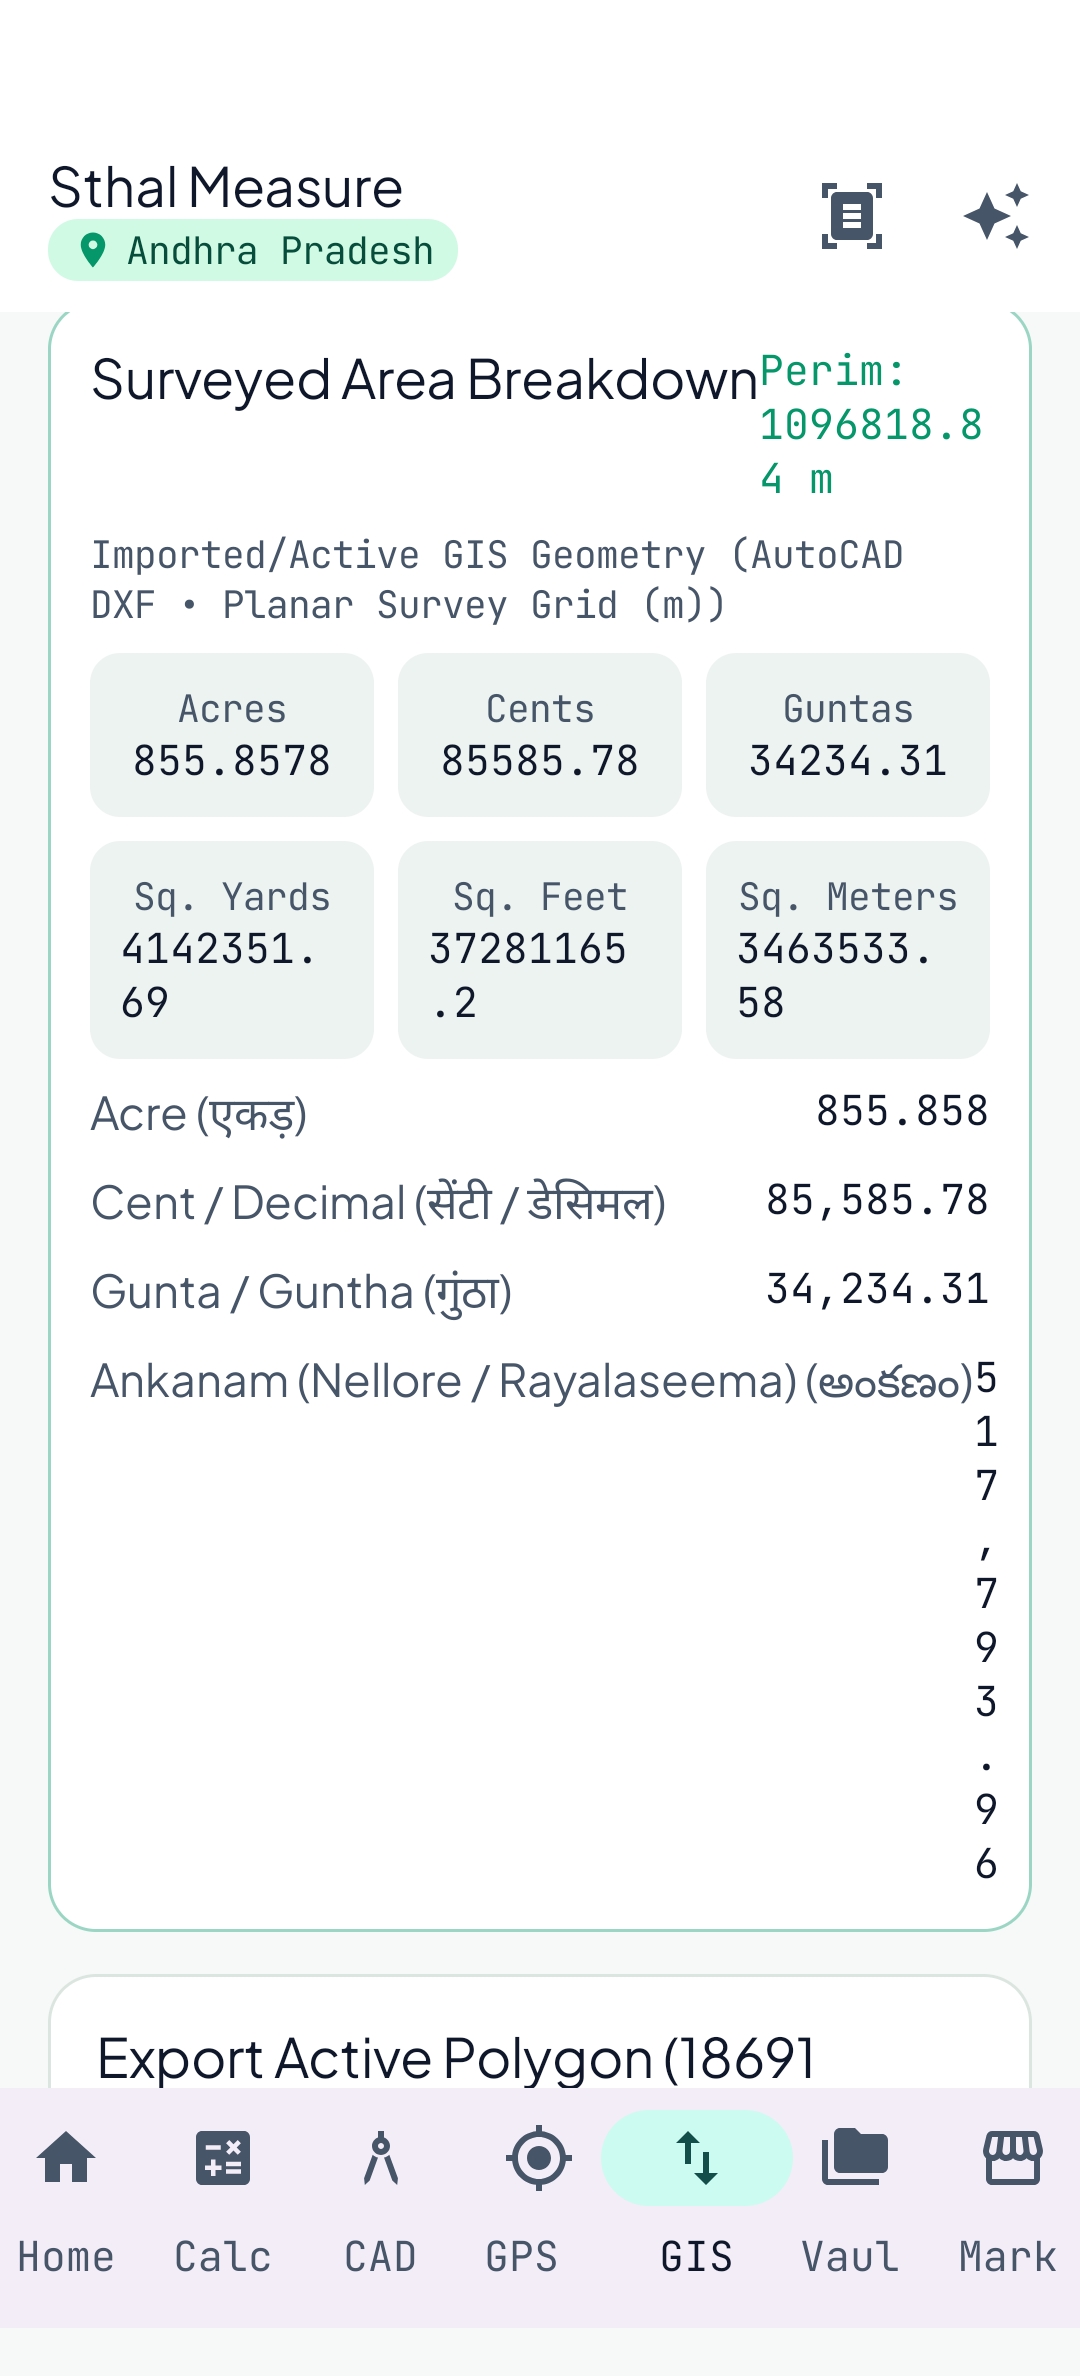 Sthal Measure
Andhra Pradesh
Surveyed Area Breakdown
Perim:
1096818.8
4 m
Imported/Active GIS Geometry (AutoCAD
DXF • Planar Survey Grid (m))
Acres
855.8578
Cents
85585.78
Guntas
34234.31
Sq. Yards
4142351.
69
Sq. Feet
37281165
.2
Sq. Meters
3463533.
58
Acre (एकड़) 855.858
Cent / Decimal (सेंटी / डेसिमल) 85,585.78
Gunta / Guntha (गुंठा) 34,234.31
Ankanam (Nellore / Rayalaseema) (అంకణం) 5
1
7
,
7
9
3
.
9
6
Export Active Polygon (18691
Home Calc CAD GPS GIS Vaul Mark